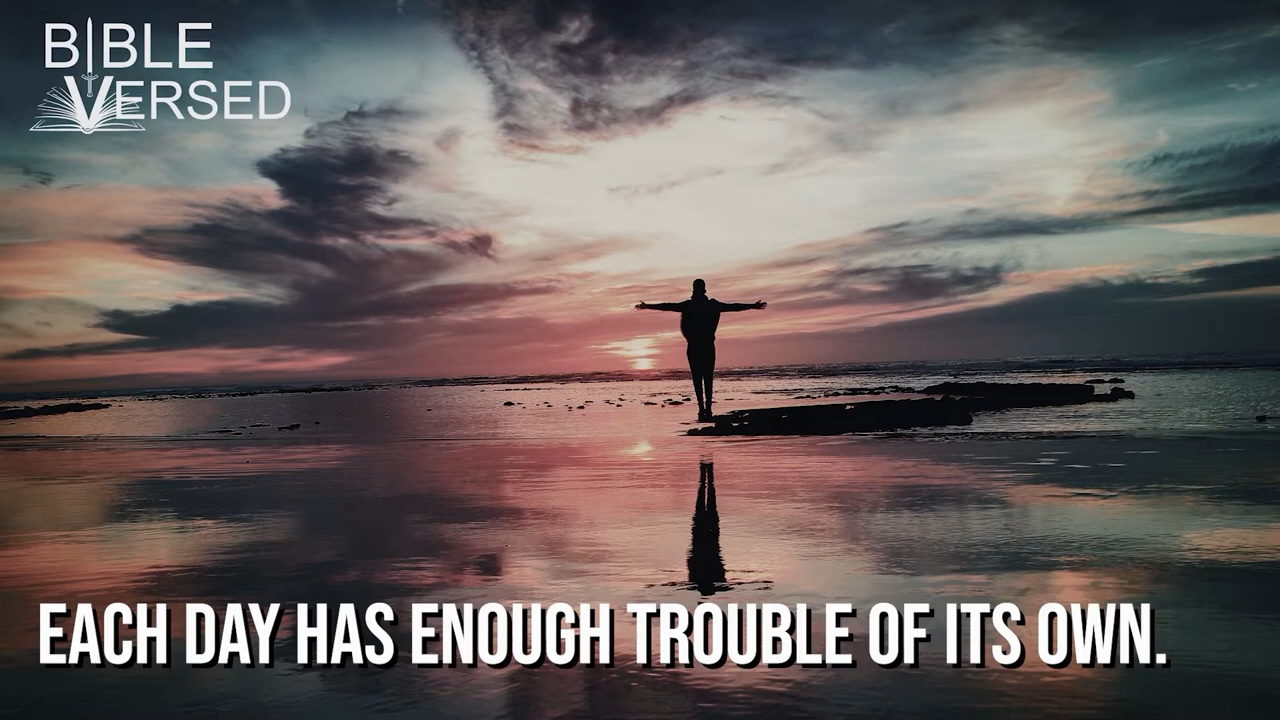 BIBLE
VERSED
EACH DAY HAS ENOUGH TROUBLE OF ITS OWN.